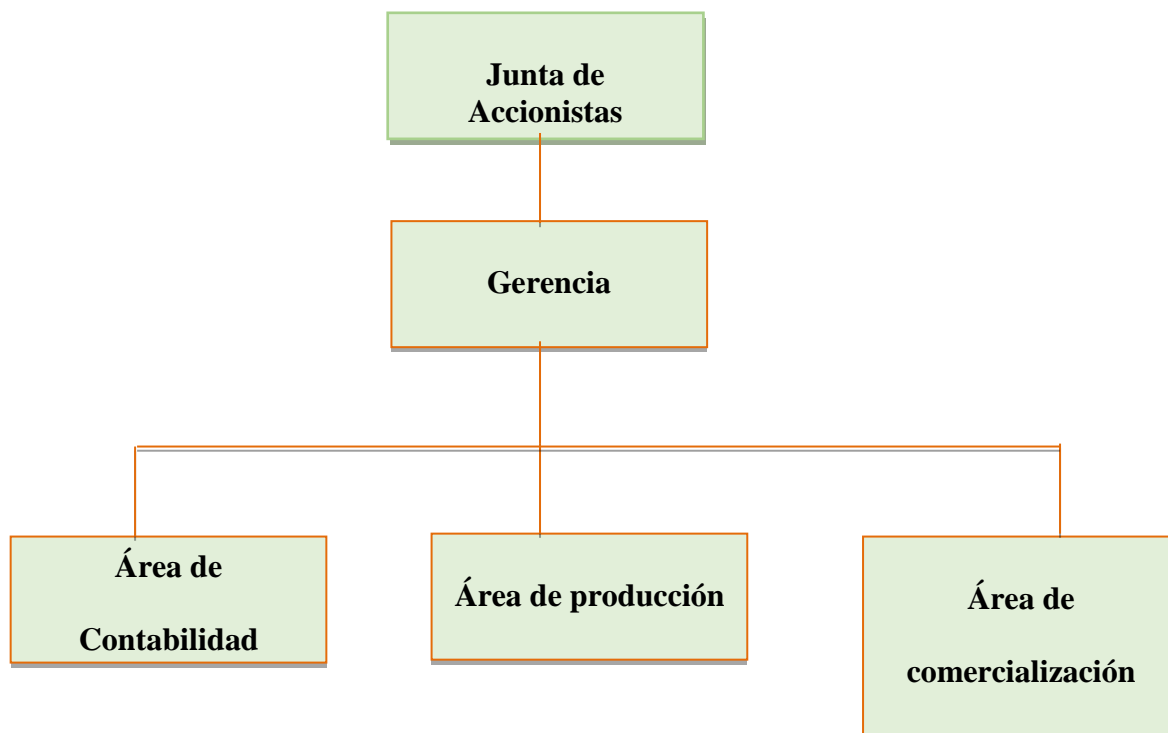 Junta de
Accionistas
Gerencia
Área de
Contabilidad
Área de producción
Área de
comercialización